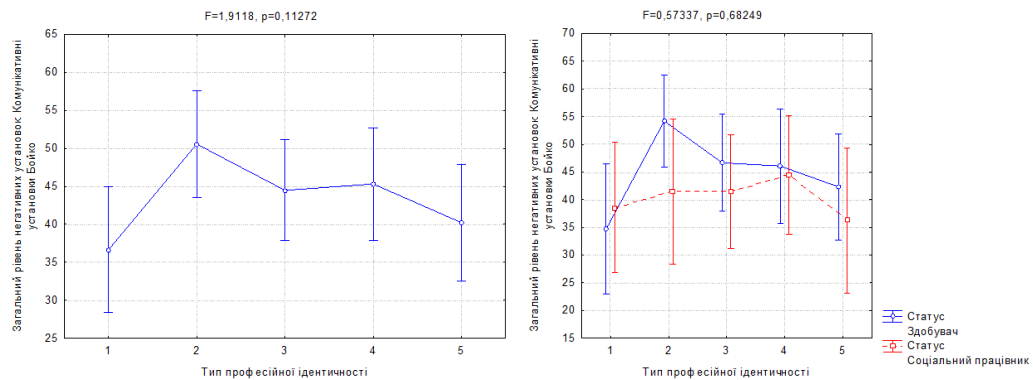 F=1,9118, p=0,11272
Загальний рівень негативних установок: Комунікативні
установки Бойко
65
60
55
50
45
40
35
30
25
1 2 3 4 5
Тип професійної ідентичності
F=0,57337, p=0,68249
Загальний рівень негативних установок: Комунікативні
установки Бойко
70
65
60
55
50
45
40
35
30
25
20
15
1 2 3 4 5
Тип професійної ідентичності
Статус
Здобувач
Статус
Соціальний працівник